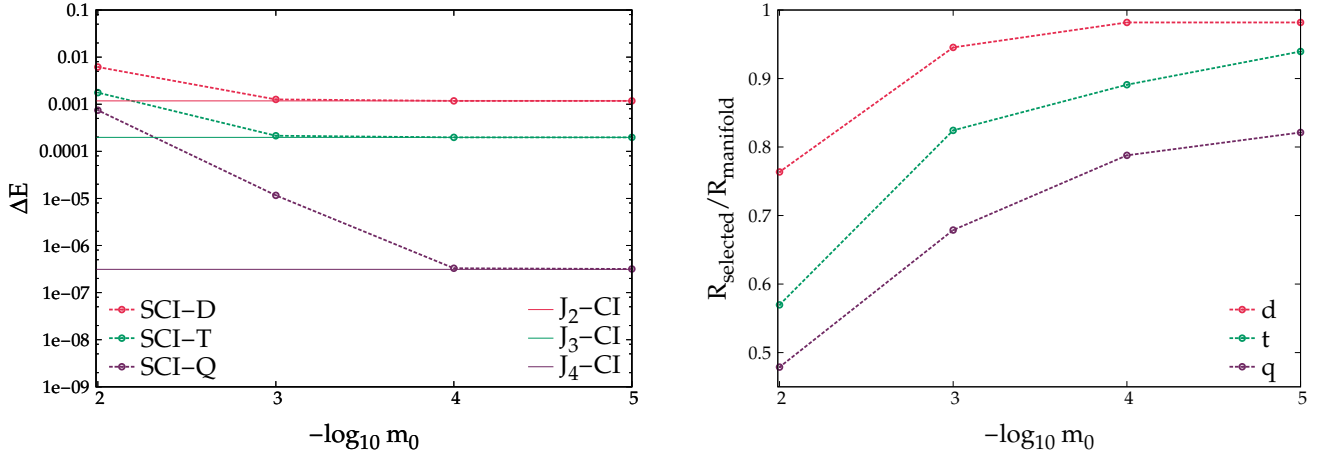 0.1
0.01
0.001
0.0001
1e−05
1e−06
1e−07
1e−08
1e−09
ΔE
SCI−D
SCI−T
SCI−Q
J₂−CI
J₃−CI
J₄−CI
2 3 4 5
−log₁₀ m₀
1
0.9
0.8
0.7
0.6
0.5
R_selected/R_manifold
d
t
q
2 3 4 5
−log₁₀ m₀